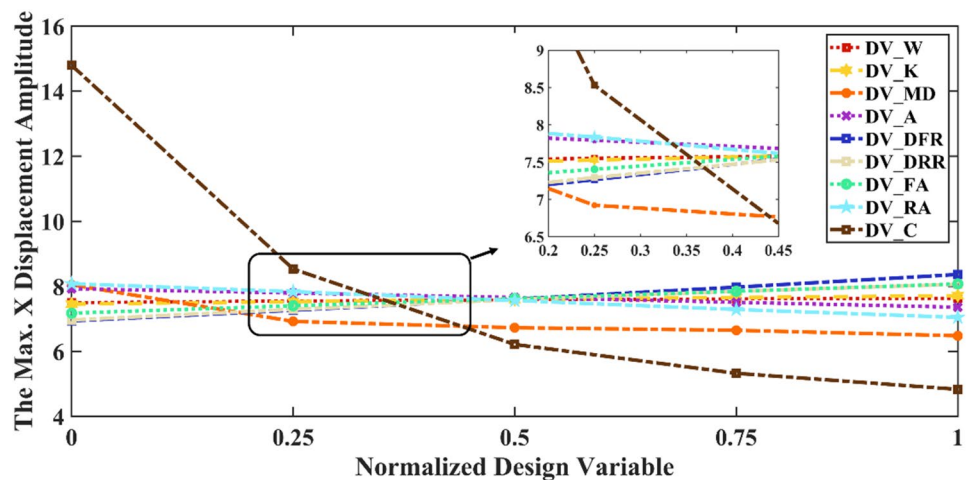 The Max. X Displacement Amplitude
16
14
12
10
8
6
4
0
0.25
0.5
0.75
1
Normalized Design Variable
9
8.5
8
7.5
7
6.5
0.2
0.25
0.3
0.35
0.4
0.45
DV_W
DV_K
DV_MD
DV_A
DV_DFR
DV_DRR
DV_FA
DV_RA
DV_C